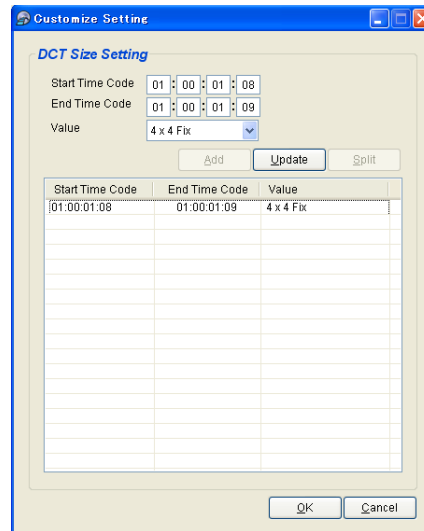 Customize Setting
DCT Size Setting
Start Time Code 01 : 00 : 01 : 08
End Time Code 01 : 00 : 01 : 09
Value 4 x 4 Fix
Add Update Split
Start Time Code End Time Code Value
01:00:01:08 01:00:01:09 4 x 4 Fix
OK Cancel